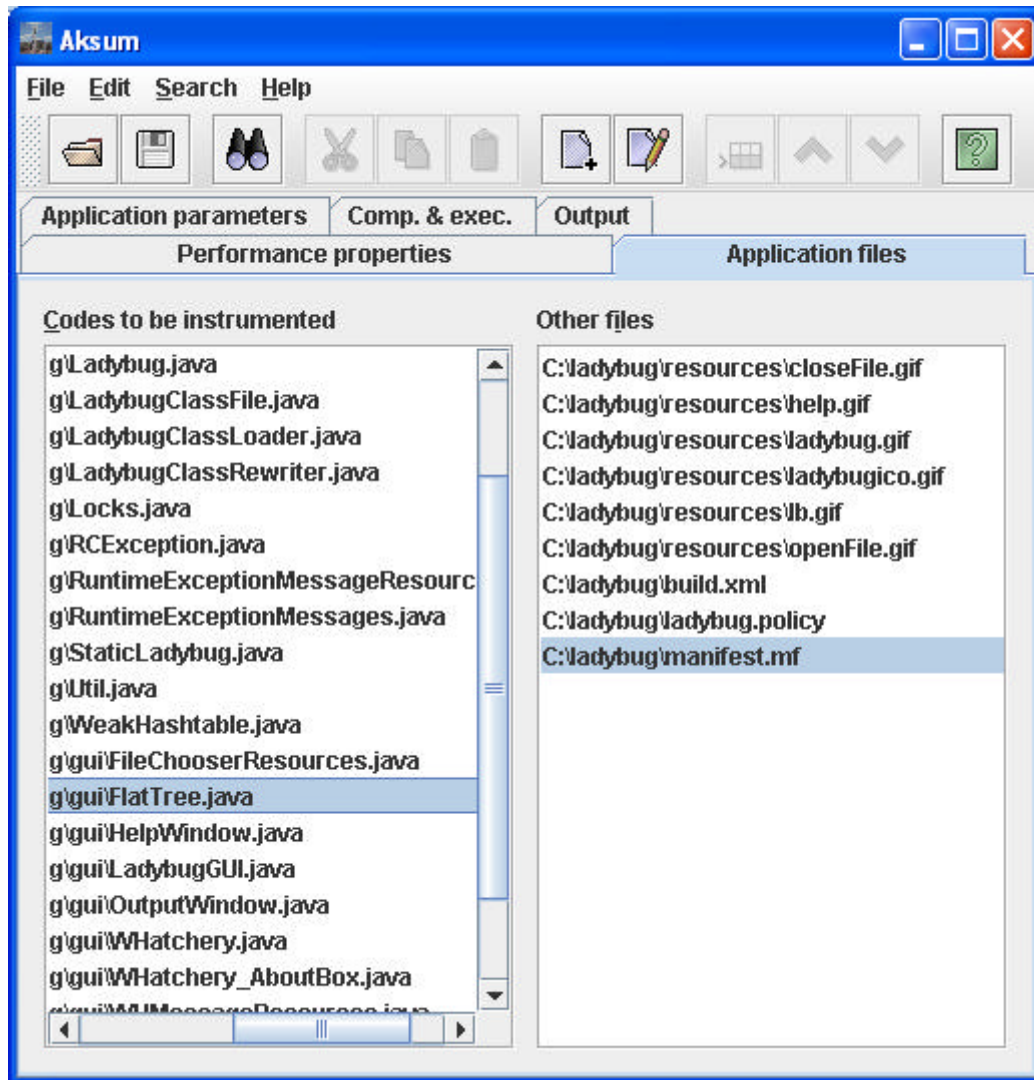 Aksum
File Edit Search Help
Application parameters Comp. & exec. Output
Performance properties Application files
Codes to be instrumented
g\Ladybug.java
g\LadybugClassFile.java
g\LadybugClassLoader.java
g\LadybugClassRewriter.java
g\Locks.java
g\RCException.java
g\RuntimeExceptionMessageResourc
g\RuntimeExceptionMessages.java
g\StaticLadybug.java
g\Util.java
g\WeakHashtable.java
g\gui\FileChooserResources.java
g\gui\FlatTree.java
g\gui\HelpWindow.java
g\gui\LadybugGUI.java
g\gui\OutputWindow.java
g\gui\WHatchery.java
g\gui\WHatchery_AboutBox.java
Other files
C:\ladybug\resources\closeFile.gif
C:\ladybug\resources\help.gif
C:\ladybug\resources\ladybug.gif
C:\ladybug\resources\ladybugico.gif
C:\ladybug\resources\lb.gif
C:\ladybug\resources\openFile.gif
C:\ladybug\build.xml
C:\ladybug\ladybug.policy
C:\ladybug\manifest.mf